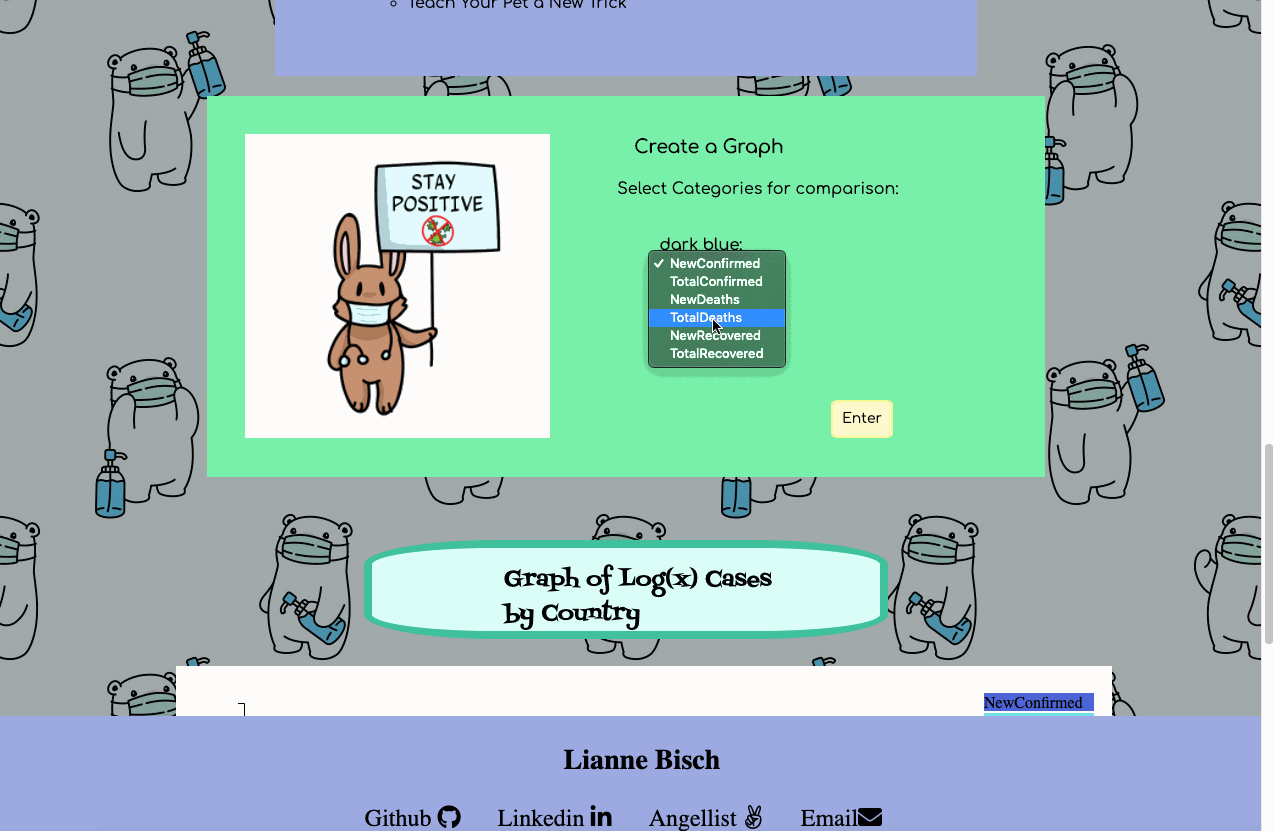 Teach Your Pet a New Trick
STAY
POSITIVE
Create a Graph
Select Categories for comparison:
dark blue:
NewConfirmed
TotalConfirmed
NewDeaths
TotalDeaths
NewRecovered
TotalRecovered
Enter
Graph of Log(x) Cases
by Country
NewConfirmed
Lianne Bisch
Github Linkedin Angellist Email